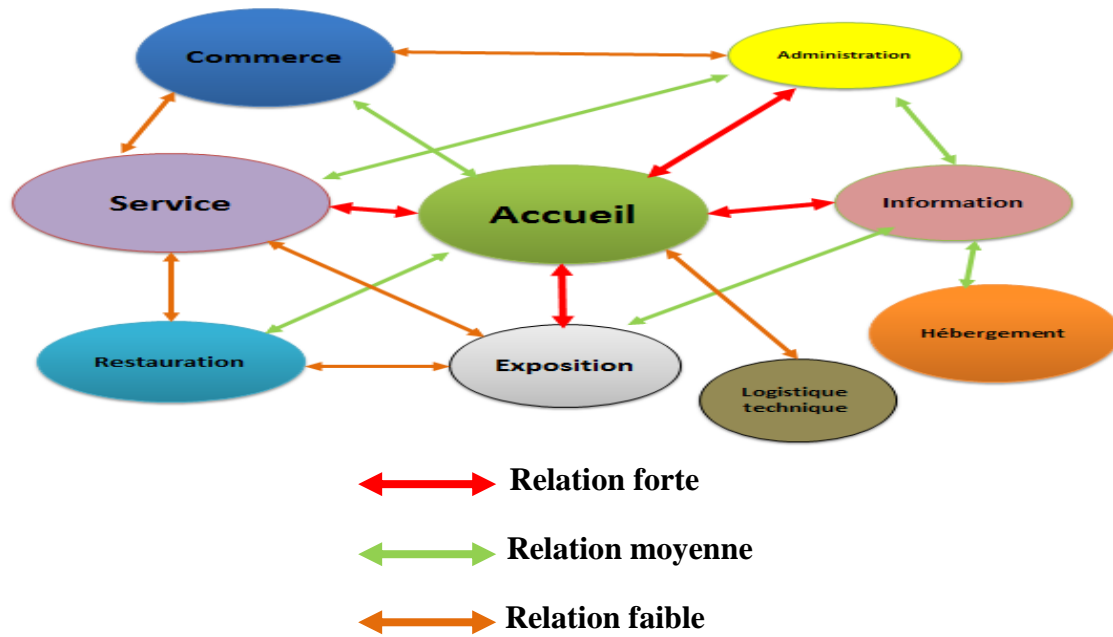 Commerce
Administration
Service
Accueil
Information
Restauration
Exposition
Hébergement
Logistique
technique
Relation forte
Relation moyenne
Relation faible